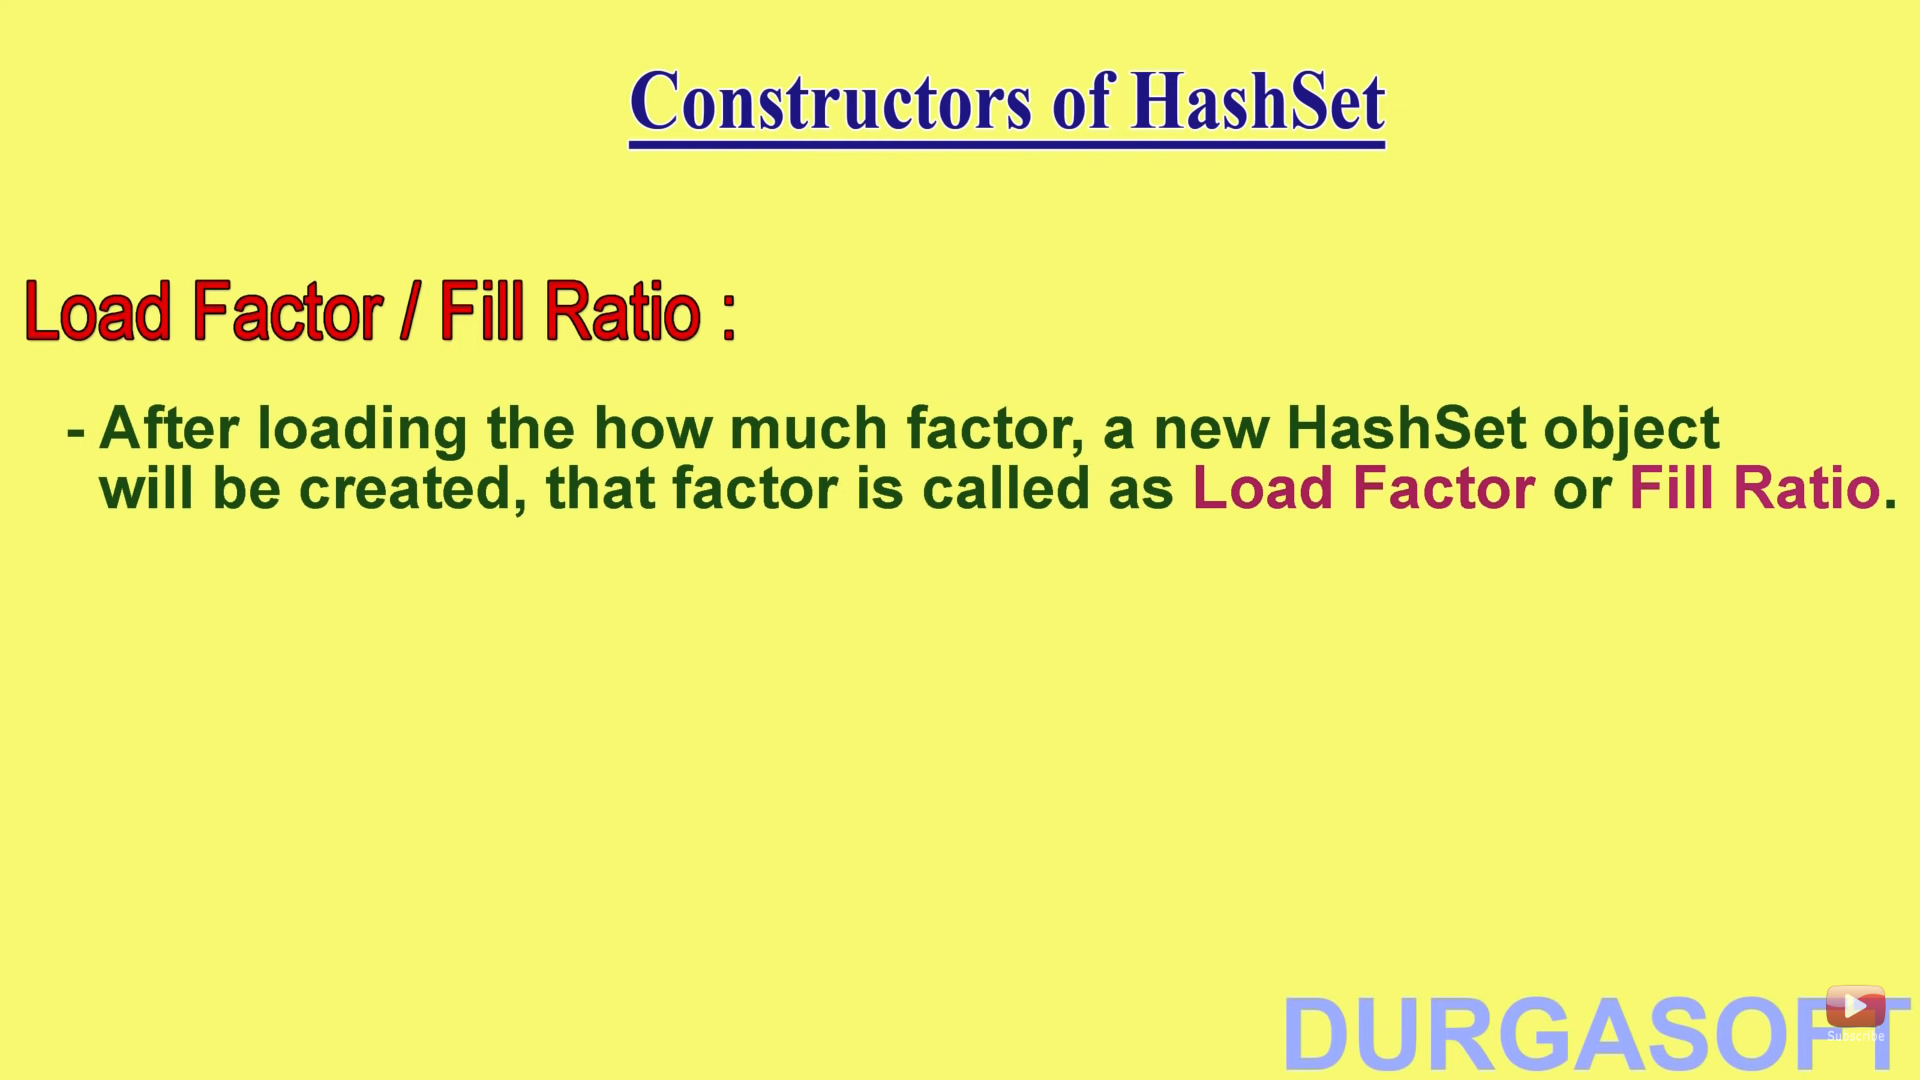 Constructors of HashSet
Load Factor / Fill Ratio :
- After loading the how much factor, a new HashSet object
will be created, that factor is called as Load Factor or Fill Ratio.
DURGASOFT
Subscribe